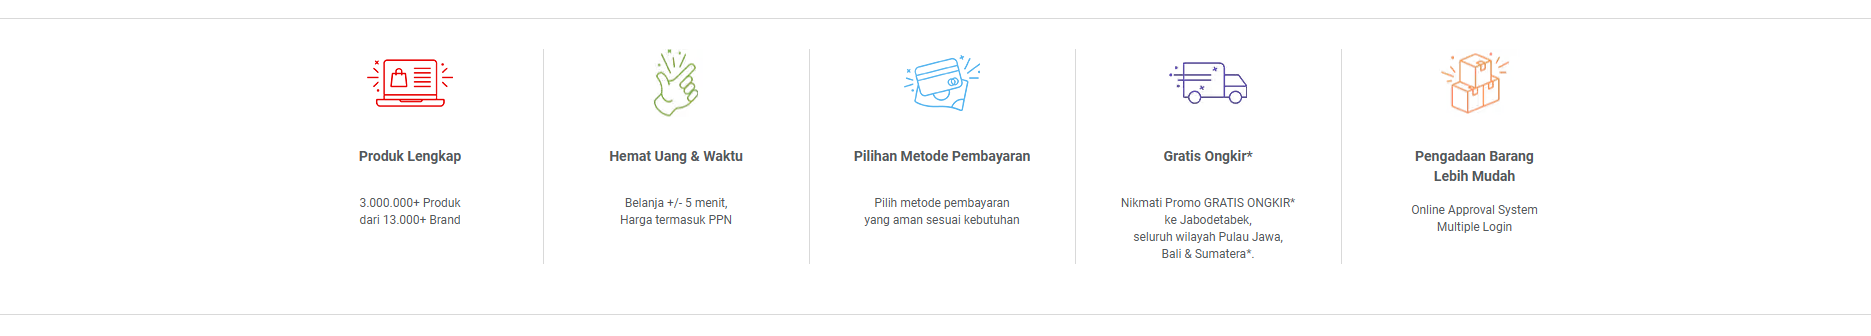 Produk Lengkap
3.000.000+ Produk
dari 13.000+ Brand
Hemat Uang & Waktu
Belanja +/- 5 menit,
Harga termasuk PPN
Pilihan Metode Pembayaran
Pilih metode pembayaran
yang aman sesuai kebutuhan
Gratis Ongkir*
Nikmati Promo GRATIS ONGKIR*
ke Jabodetabek,
seluruh wilayah Pulau Jawa,
Bali & Sumatera*.
Pengadaan Barang
Lebih Mudah
Online Approval System
Multiple Login